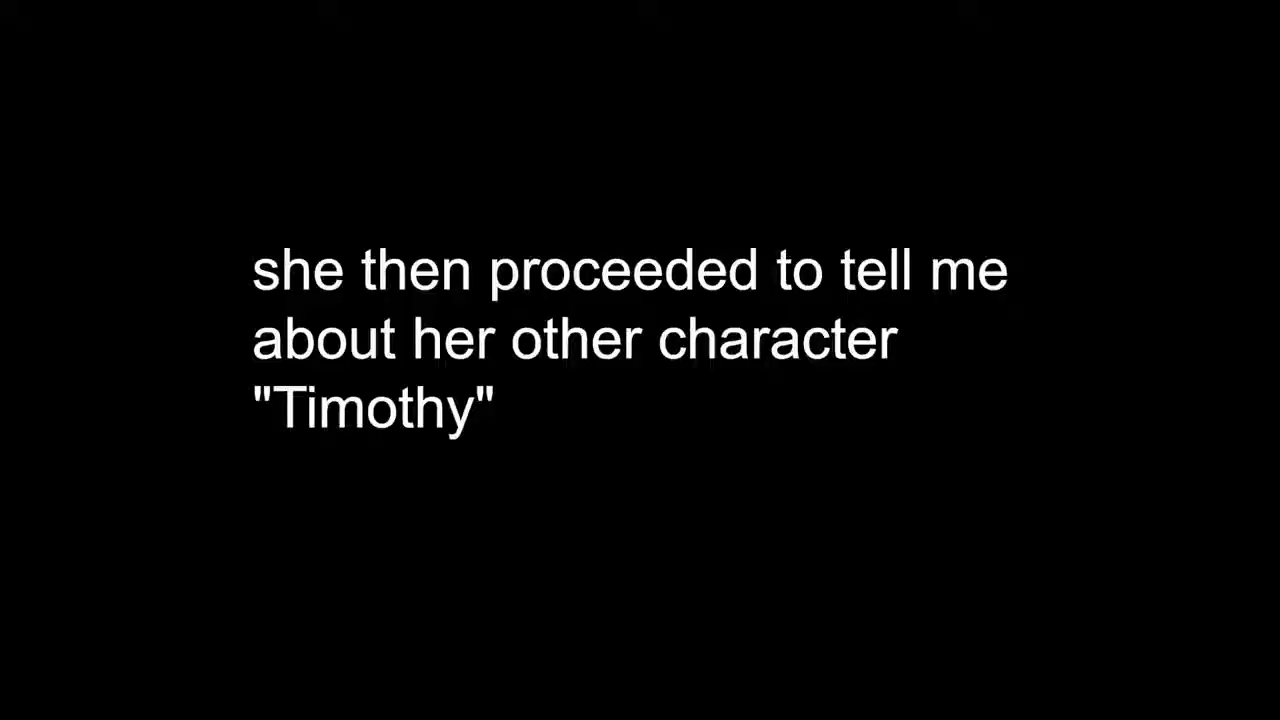 she then proceeded to tell me
about her other character
"Timothy"